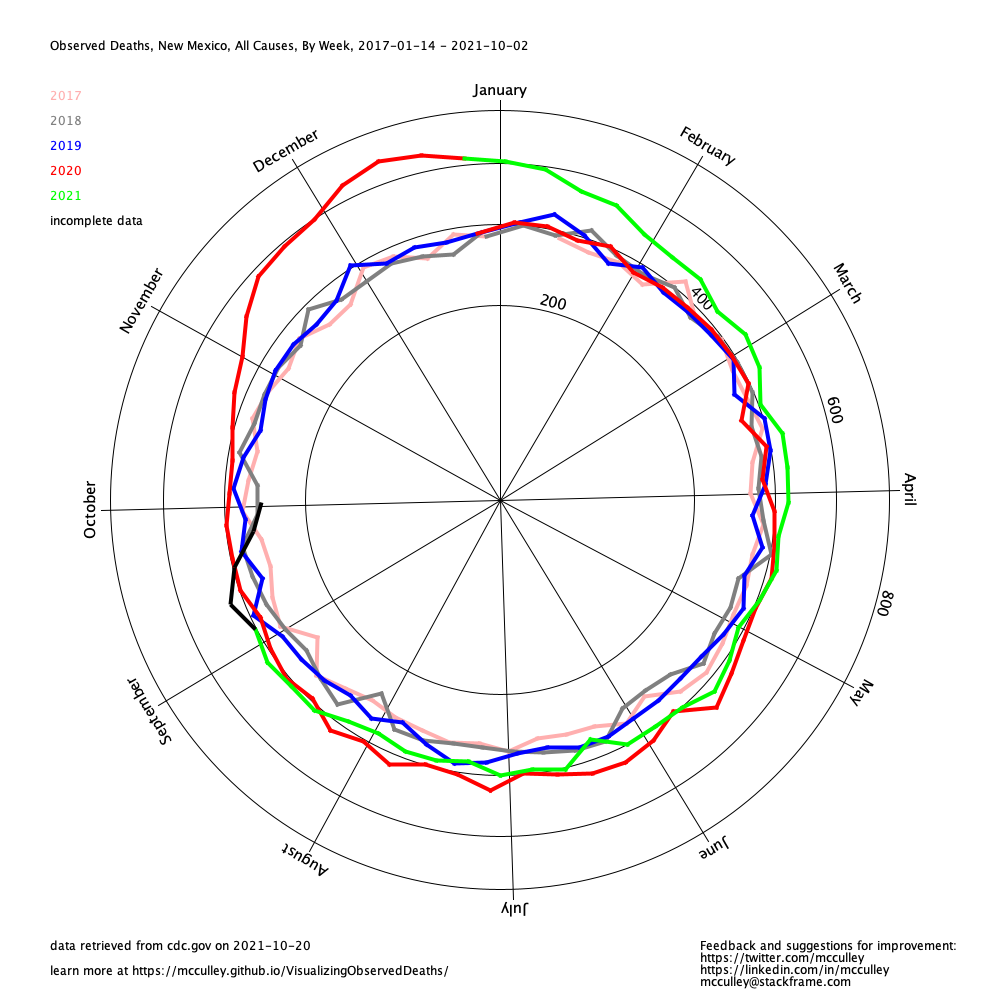 Observed Deaths, New Mexico, All Causes, By Week, 2017-01-14 - 2021-10-02
January
2017
2018
2019
2020
2021
incomplete data
December
February
November
March
200
400
600
800
October
April
September
May
August
June
July
data retrieved from cdc.gov on 2021-10-20
learn more at https://mcculley.github.io/VisualizingObservedDeaths/
Feedback and suggestions for improvement:
https://twitter.com/mcculley
https://linkedin.com/in/mcculley
mcculley@stackframe.com